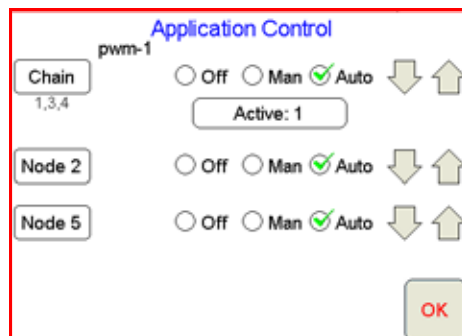 Application Control
pwm-1
Chain Off Man Auto
1,3,4
Active: 1
Node 2 Off Man Auto
Node 5 Off Man Auto
OK